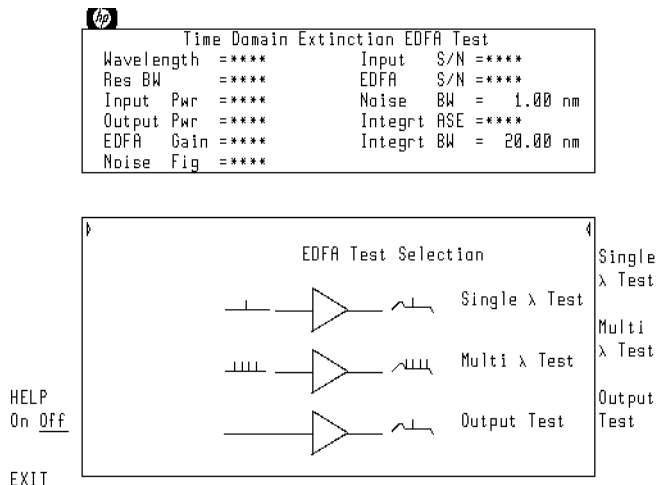 hp
Time Domain Extinction EDFA Test
Wavelength =**** Input S/N =****
Res BW =**** EDFA S/N =****
Input Pwr =**** Noise BW = 1.00 nm
Output Pwr =**** Integrt ASE =****
EDFA Gain =**** Integrt BW = 20.00 nm
Noise Fig =****
EDFA Test Selection
Single λ Test
Multi λ Test
Output Test
Single
λ Test
Multi
λ Test
Output
Test
HELP
On Off
EXIT